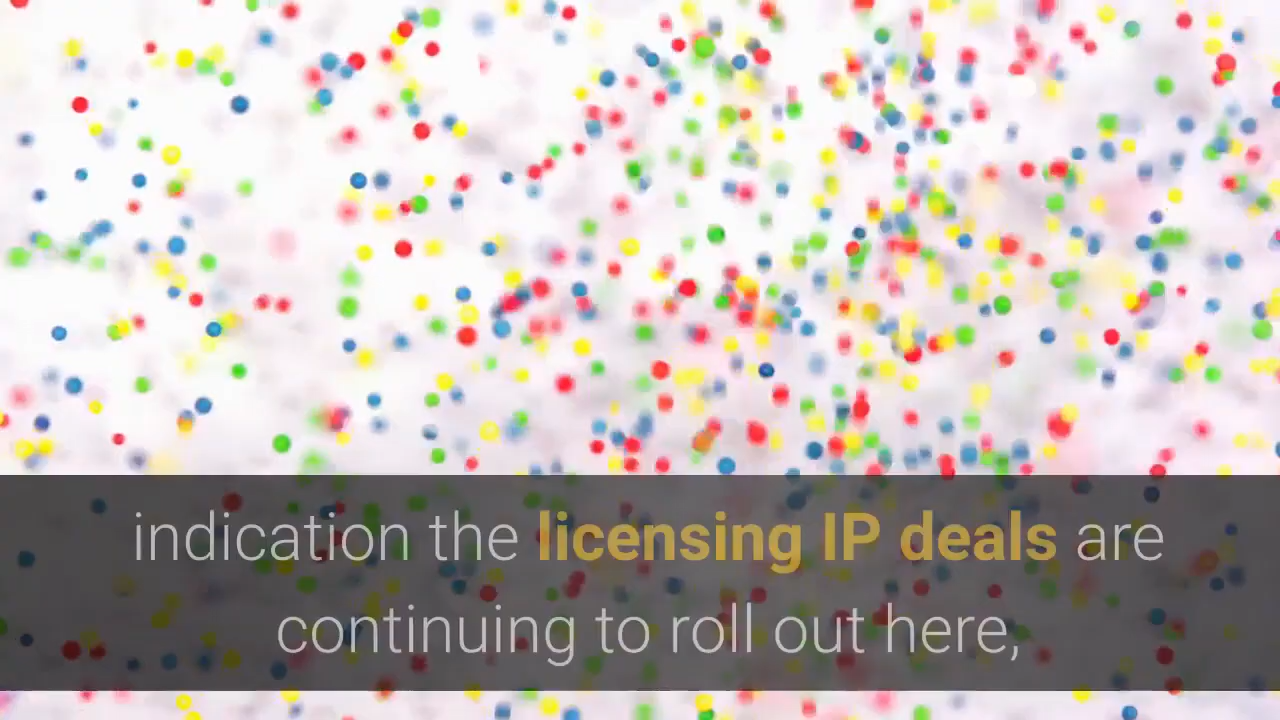 indication the licensing IP deals are
continuing to roll out here,